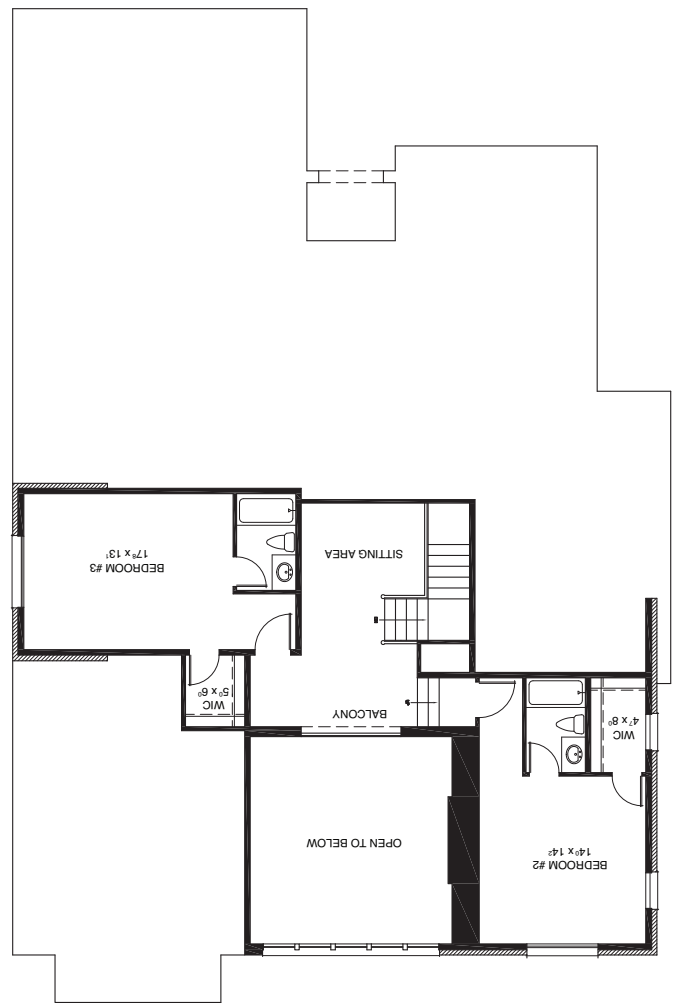 BEDROOM #2
14⁰ x 14²
OPEN TO BELOW
WIC
4⁷ x 8⁰
BALCONY
WIC
5⁰ x 6⁰
SITTING AREA
BEDROOM #3
17⁸ x 13¹